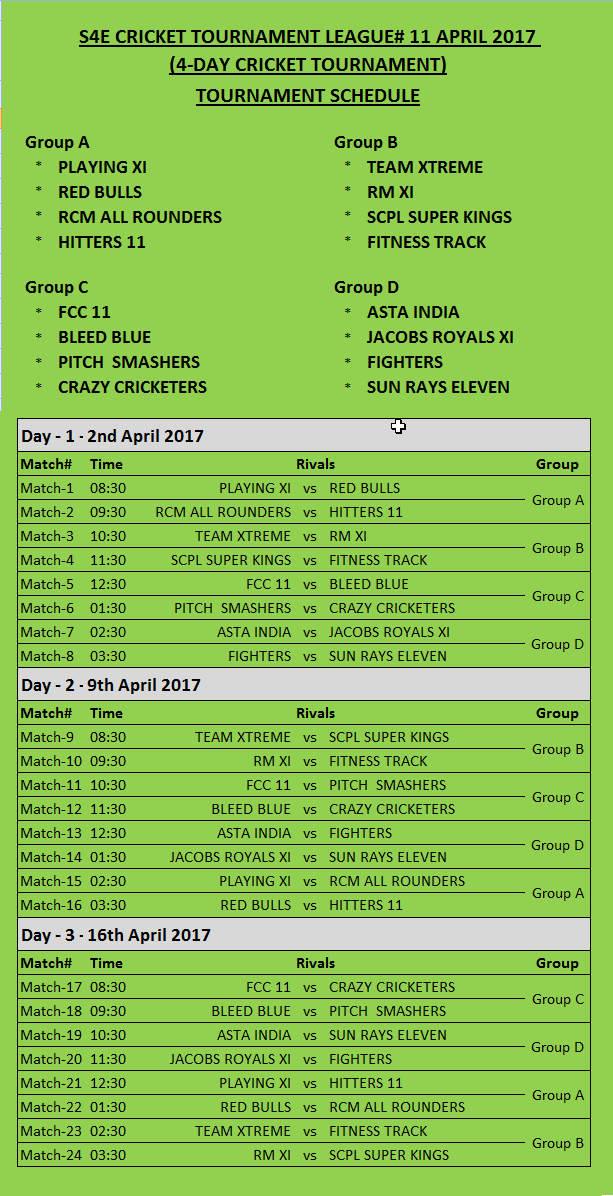 S4E CRICKET TOURNAMENT LEAGUE# 11 APRIL 2017
(4-DAY CRICKET TOURNAMENT)
TOURNAMENT SCHEDULE
Group A
* PLAYING XI
* RED BULLS
* RCM ALL ROUNDERS
* HITTERS 11
Group B
* TEAM XTREME
* RM XI
* SCPL SUPER KINGS
* FITNESS TRACK
Group C
* FCC 11
* BLEED BLUE
* PITCH SMASHERS
* CRAZY CRICKETERS
Group D
* ASTA INDIA
* JACOBS ROYALS XI
* FIGHTERS
* SUN RAYS ELEVEN
Day - 1 - 2nd April 2017
Match# Time Rivals Group
Match-1 08:30 PLAYING XI vs RED BULLS
Group A
Match-2 09:30 RCM ALL ROUNDERS vs HITTERS 11
Match-3 10:30 TEAM XTREME vs RM XI
Group B
Match-4 11:30 SCPL SUPER KINGS vs FITNESS TRACK
Match-5 12:30 FCC 11 vs BLEED BLUE
Group C
Match-6 01:30 PITCH SMASHERS vs CRAZY CRICKETERS
Match-7 02:30 ASTA INDIA vs JACOBS ROYALS XI
Group D
Match-8 03:30 FIGHTERS vs SUN RAYS ELEVEN
Day - 2 - 9th April 2017
Match# Time Rivals Group
Match-9 08:30 TEAM XTREME vs SCPL SUPER KINGS
Group B
Match-10 09:30 RM XI vs FITNESS TRACK
Match-11 10:30 FCC 11 vs PITCH SMASHERS
Group C
Match-12 11:30 BLEED BLUE vs CRAZY CRICKETERS
Match-13 12:30 ASTA INDIA vs FIGHTERS
Group D
Match-14 01:30 JACOBS ROYALS XI vs SUN RAYS ELEVEN
Match-15 02:30 PLAYING XI vs RCM ALL ROUNDERS
Group A
Match-16 03:30 RED BULLS vs HITTERS 11
Day - 3 - 16th April 2017
Match# Time Rivals Group
Match-17 08:30 FCC 11 vs CRAZY CRICKETERS
Group C
Match-18 09:30 BLEED BLUE vs PITCH SMASHERS
Match-19 10:30 ASTA INDIA vs SUN RAYS ELEVEN
Group D
Match-20 11:30 JACOBS ROYALS XI vs FIGHTERS
Match-21 12:30 PLAYING XI vs HITTERS 11
Group A
Match-22 01:30 RED BULLS vs RCM ALL ROUNDERS
Match-23 02:30 TEAM XTREME vs FITNESS TRACK
Group B
Match-24 03:30 RM XI vs SCPL SUPER KINGS